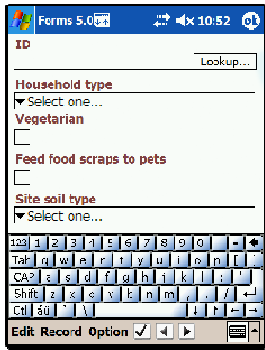 Forms 5.0 10:52 ok
ID
Lookup...
Household type
Select one...
Vegetarian
Feed food scraps to pets
Site soil type
Select one...
123 1 2 3 4 5 6 7 8 9 0 - =
Tab q w e r t y u i o p [ ]
CAP a s d f g h j k l ; '
Shift z x c v b n m , . /
Ctl áü ` \
Edit Record Option